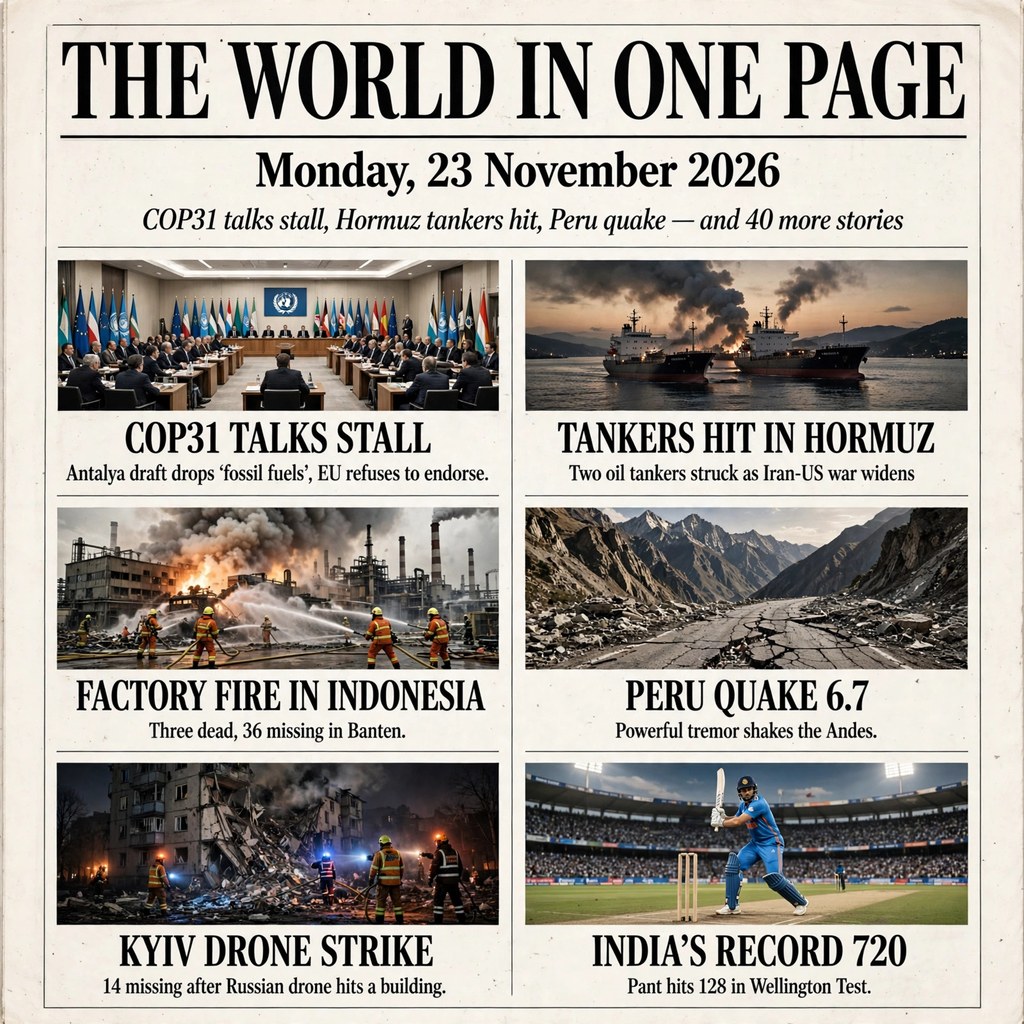 THE WORLD IN ONE PAGE
Monday, 23 November 2026
COP31 talks stall, Hormuz tankers hit, Peru quake — and 40 more stories
COP31 TALKS STALL
Antalya draft drops ‘fossil fuels’, EU refuses to endorse.
TANKERS HIT IN HORMUZ
Two oil tankers struck as Iran-US war widens
FACTORY FIRE IN INDONESIA
Three dead, 36 missing in Banten.
PERU QUAKE 6.7
Powerful tremor shakes the Andes.
KYIV DRONE STRIKE
14 missing after Russian drone hits a building.
INDIA’S RECORD 720
Pant hits 128 in Wellington Test.